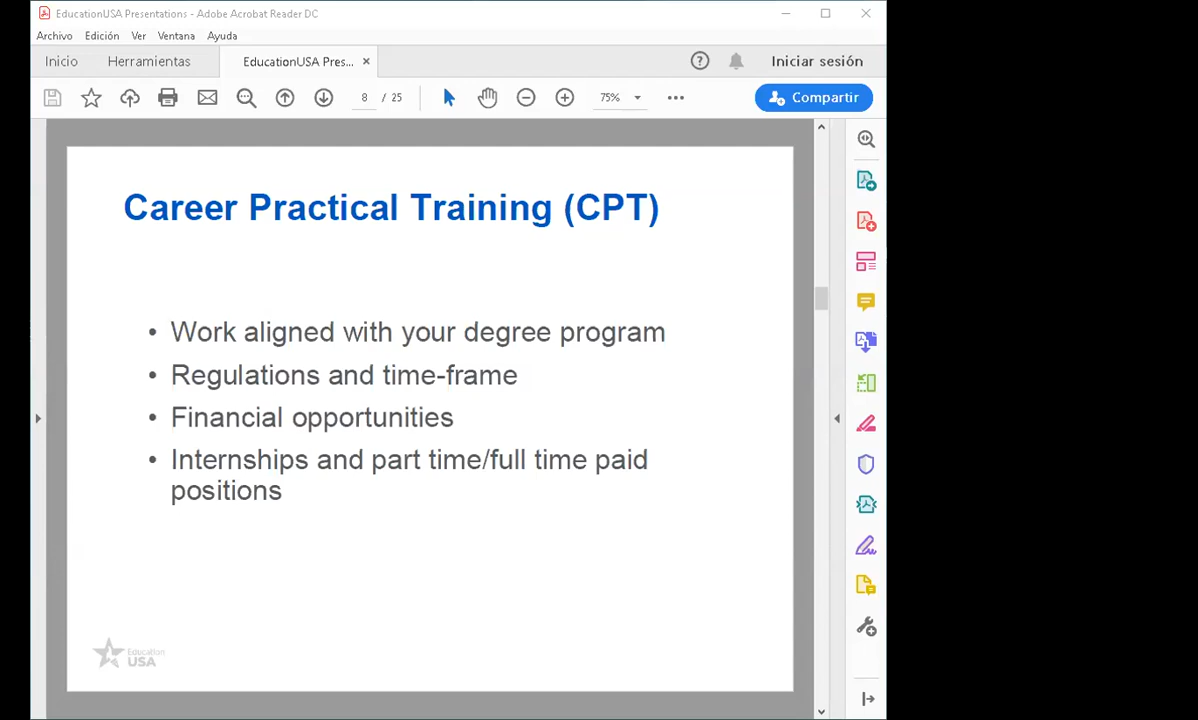 EducationUSA Presentations - Adobe Acrobat Reader DC
Archivo Edición Ver Ventana Ayuda
Inicio Herramientas EducationUSA Pres... × Iniciar sesión
8 / 25 75% Compartir
Career Practical Training (CPT)
• Work aligned with your degree program
• Regulations and time-frame
• Financial opportunities
• Internships and part time/full time paid
positions
Education
USA